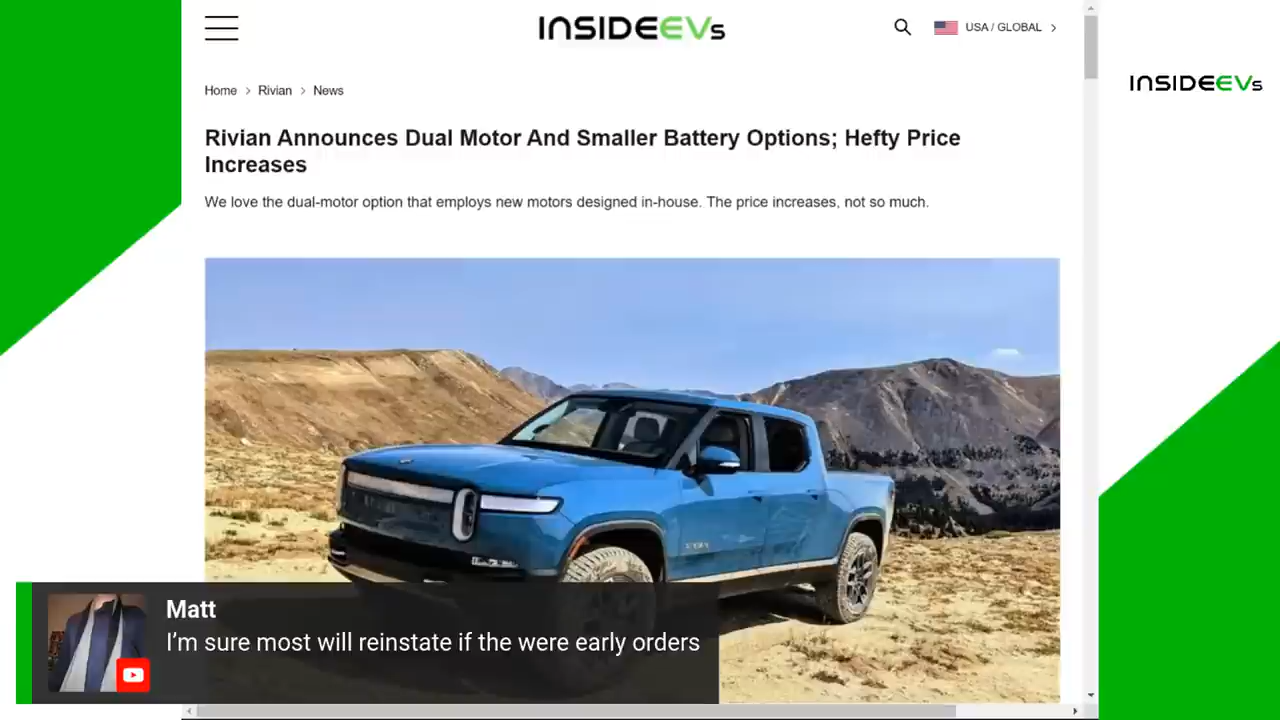 INSIDEEVs
USA / GLOBAL
INSIDEEVs
Home > Rivian > News
Rivian Announces Dual Motor And Smaller Battery Options; Hefty Price
Increases
We love the dual-motor option that employs new motors designed in-house. The price increases, not so much.
Matt
I’m sure most will reinstate if the were early orders